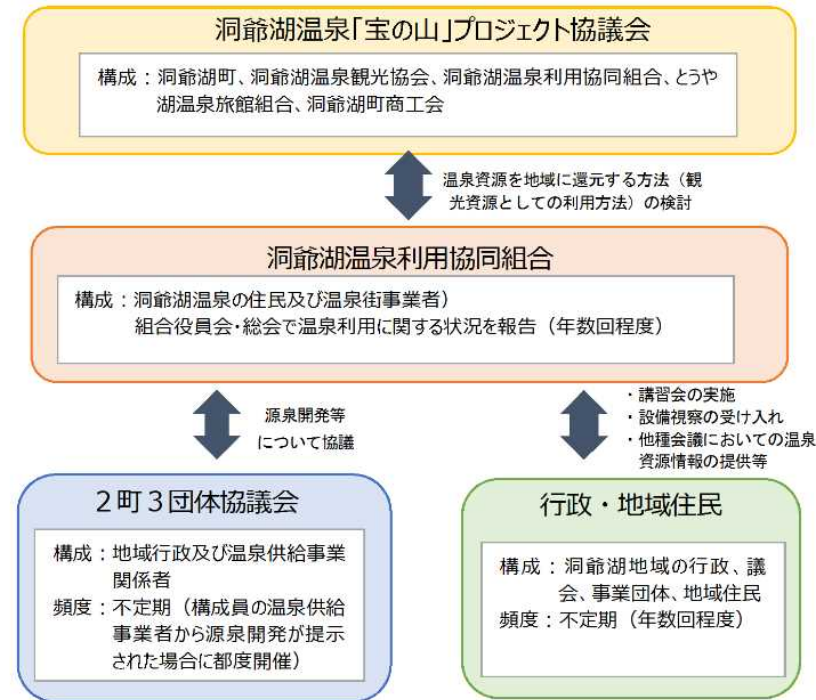 洞爺湖温泉「宝の山」プロジェクト協議会
構成：洞爺湖町、洞爺湖温泉観光協会、洞爺湖温泉利用協同組合、とうや
湖温泉旅館組合、洞爺湖町商工会
温泉資源を地域に還元する方法（観
光資源としての利用方法）の検討
洞爺湖温泉利用協同組合
構成：洞爺湖温泉の住民及び温泉街事業者）
組合役員会・総会で温泉利用に関する状況を報告（年数回程度）
源泉開発等
について協議
・講習会の実施
・設備視察の受け入れ
・他種会議においての温泉
資源情報の提供等
２町３団体協議会
構成：地域行政及び温泉供給事業
関係者
頻度：不定期（構成員の温泉供給
事業者から源泉開発が提示
された場合に都度開催）
行政・地域住民
構成：洞爺湖地域の行政、議
会、事業団体、地域住民
頻度：不定期（年数回程度）